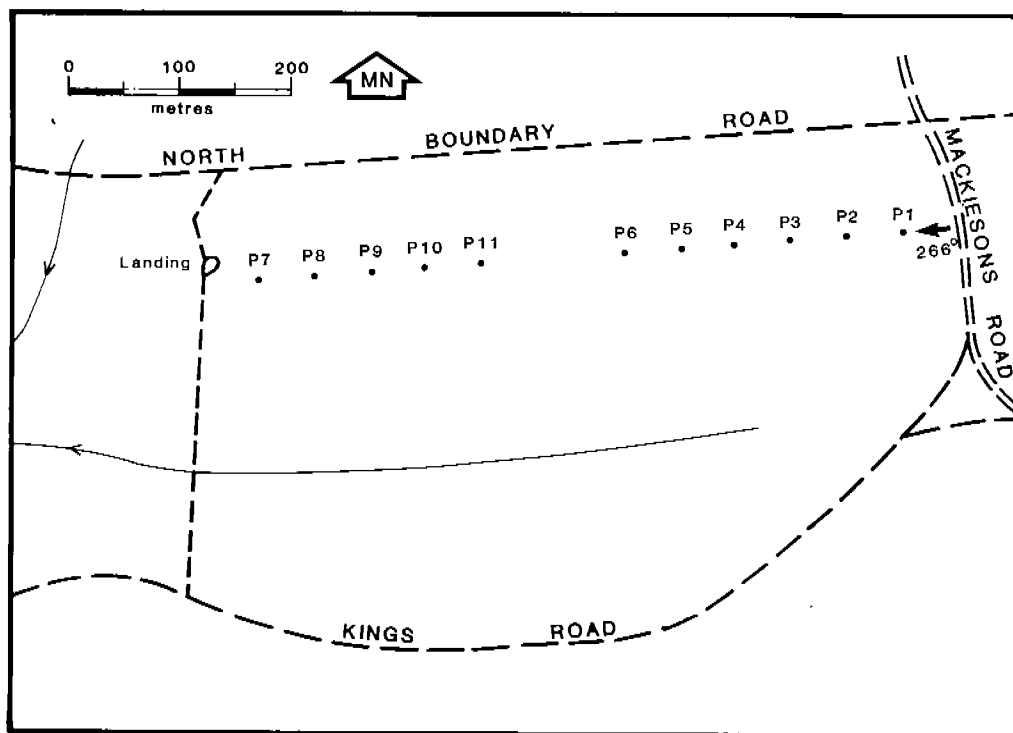 0 100 200
metres
MN
NORTH BOUNDARY ROAD
MACKIESONS ROAD
P6 P5 P4 P3 P2 P1
266°
Landing P7 P8 P9 P10 P11
KINGS ROAD